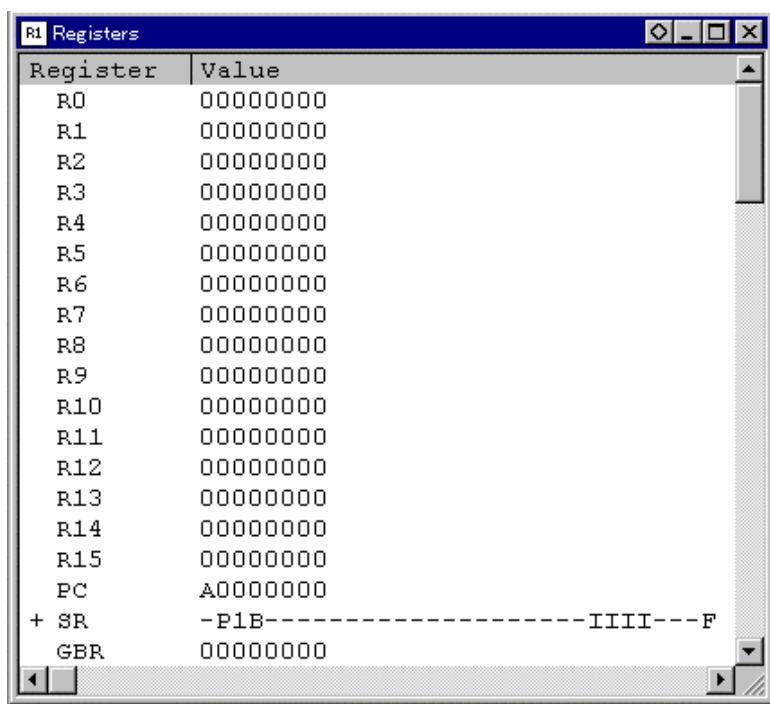 R1 Registers
Register Value
R0 00000000
R1 00000000
R2 00000000
R3 00000000
R4 00000000
R5 00000000
R6 00000000
R7 00000000
R8 00000000
R9 00000000
R10 00000000
R11 00000000
R12 00000000
R13 00000000
R14 00000000
R15 00000000
PC A0000000
+ SR -P1B--------------------IIII---F
GBR 00000000